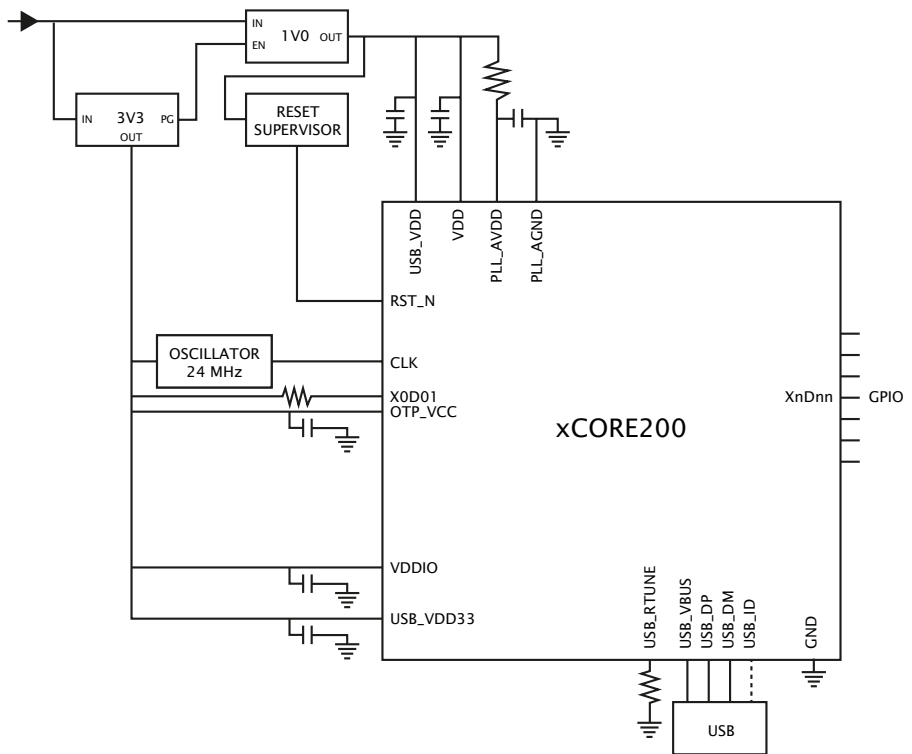 IN
1V0
OUT
EN
IN
3V3
PG
OUT
RESET
SUPERVISOR
USB_VDD
VDD
PLL_AVDD
PLL_AGND
RST_N
OSCILLATOR
24 MHz
CLK
X0D01
OTP_VCC
XnDnn
GPIO
xCORE200
VDDIO
USB_VDD33
USB_RTUNE
USB_VBUS
USB_DP
USB_DM
USB_ID
GND
USB